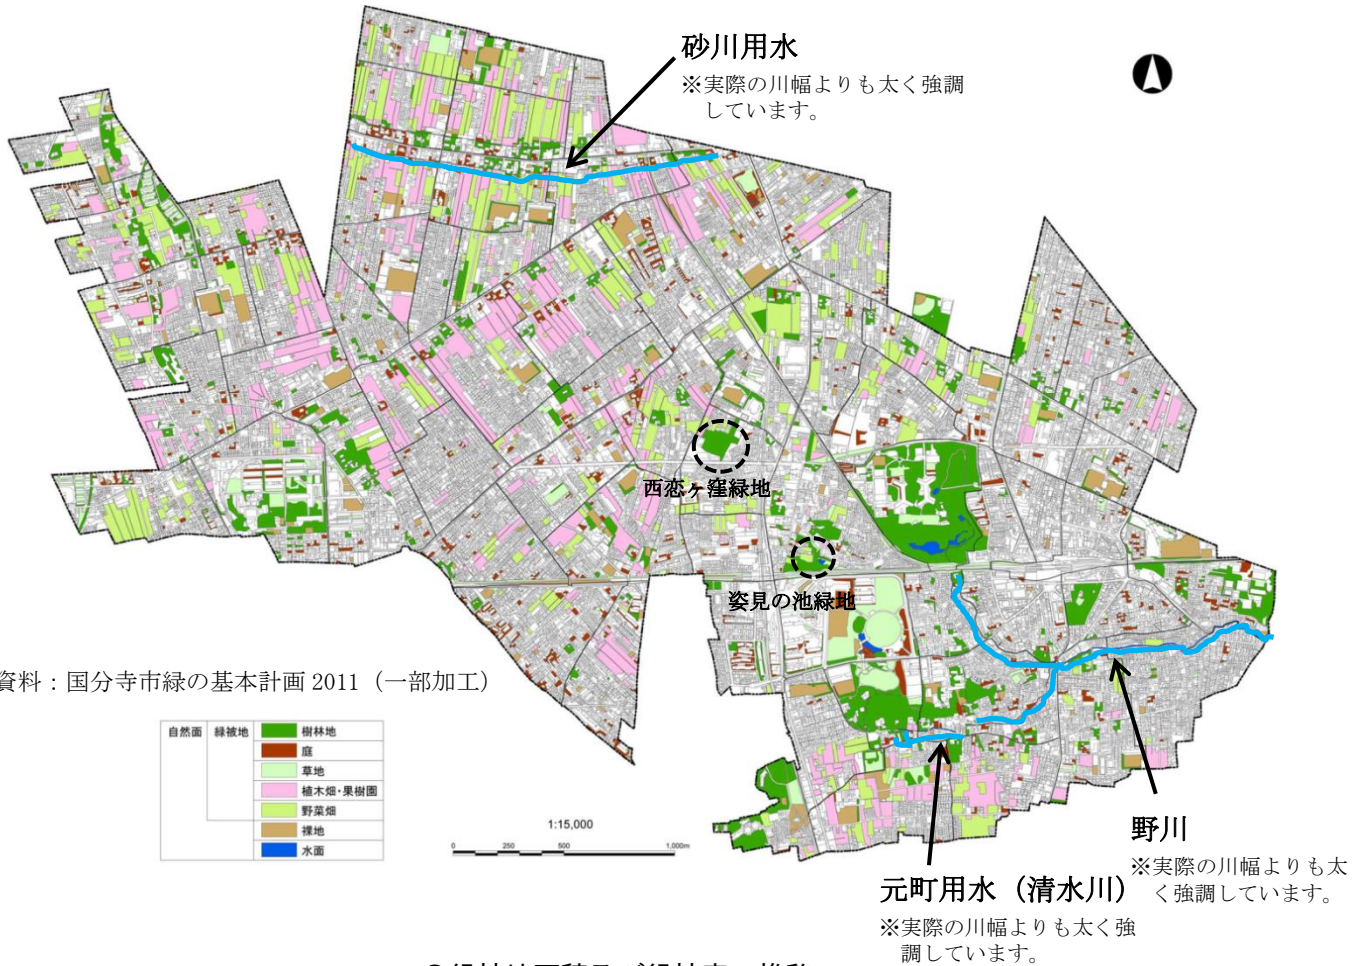 砂川用水
※実際の川幅よりも太く強調
しています。
西恋ヶ窪緑地
姿見の池緑地
資料：国分寺市緑の基本計画 2011（一部加工）
自然面 緑被地 樹林地
庭
草地
植木畑・果樹園
野菜畑
裸地
水面
1:15,000
0 250 500 1,000m
野川
※実際の川幅よりも太
く強調しています。
元町用水（清水川）
※実際の川幅よりも太く強
調しています。